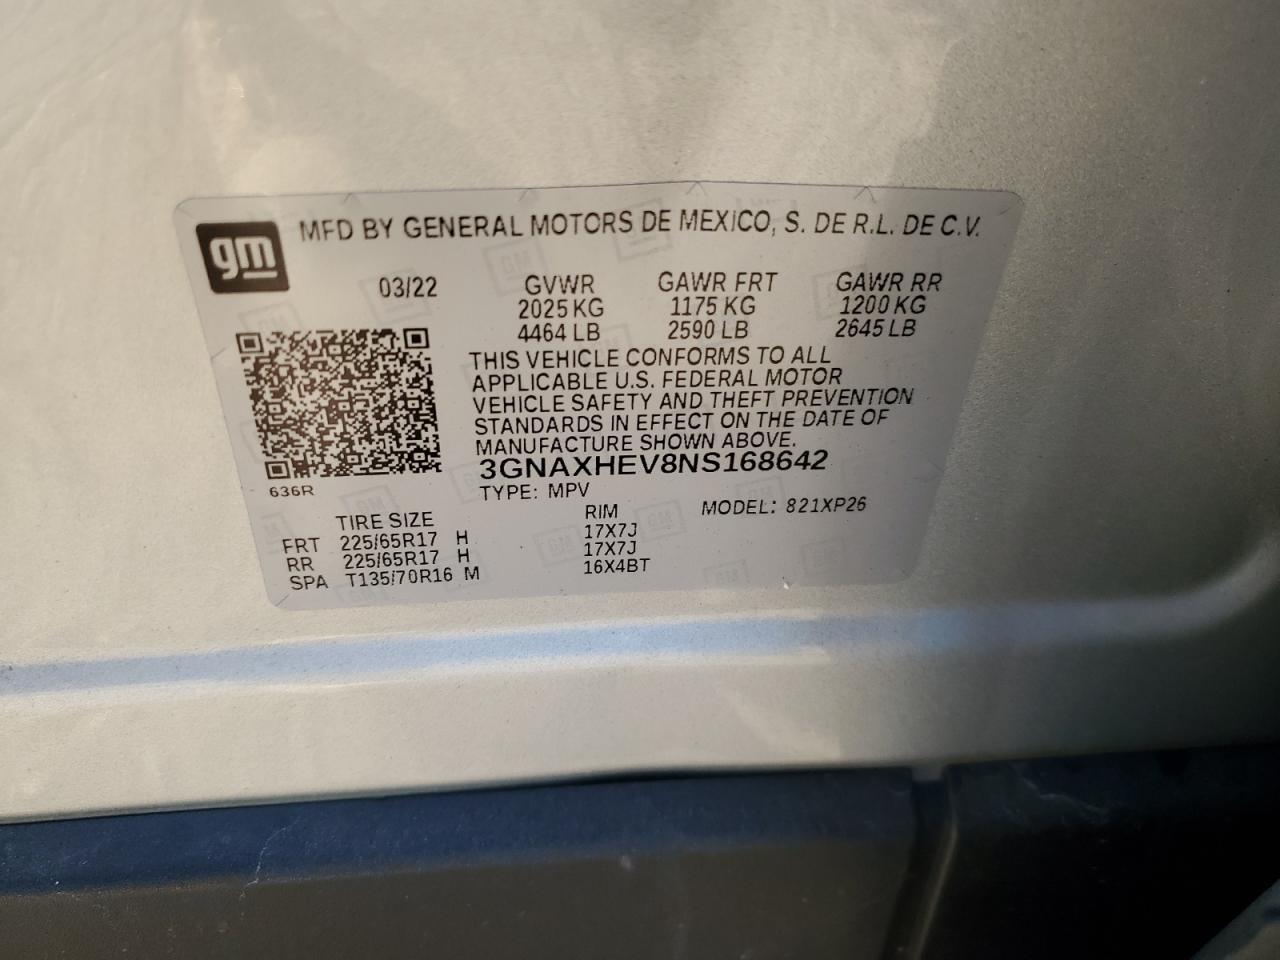 gm MFD BY GENERAL MOTORS DE MEXICO, S. DE R.L. DE C.V.
03/22 GVWR GAWR FRT GAWR RR
2025 KG 1175 KG 1200 KG
4464 LB 2590 LB 2645 LB
THIS VEHICLE CONFORMS TO ALL
APPLICABLE U.S. FEDERAL MOTOR
VEHICLE SAFETY AND THEFT PREVENTION
STANDARDS IN EFFECT ON THE DATE OF
MANUFACTURE SHOWN ABOVE.
3GNAXHEV8NS168642
636R TYPE: MPV MODEL: 821XP26
TIRE SIZE RIM
FRT 225/65R17 H 17X7J
RR 225/65R17 H 17X7J
SPA T135/70R16 M 16X4BT